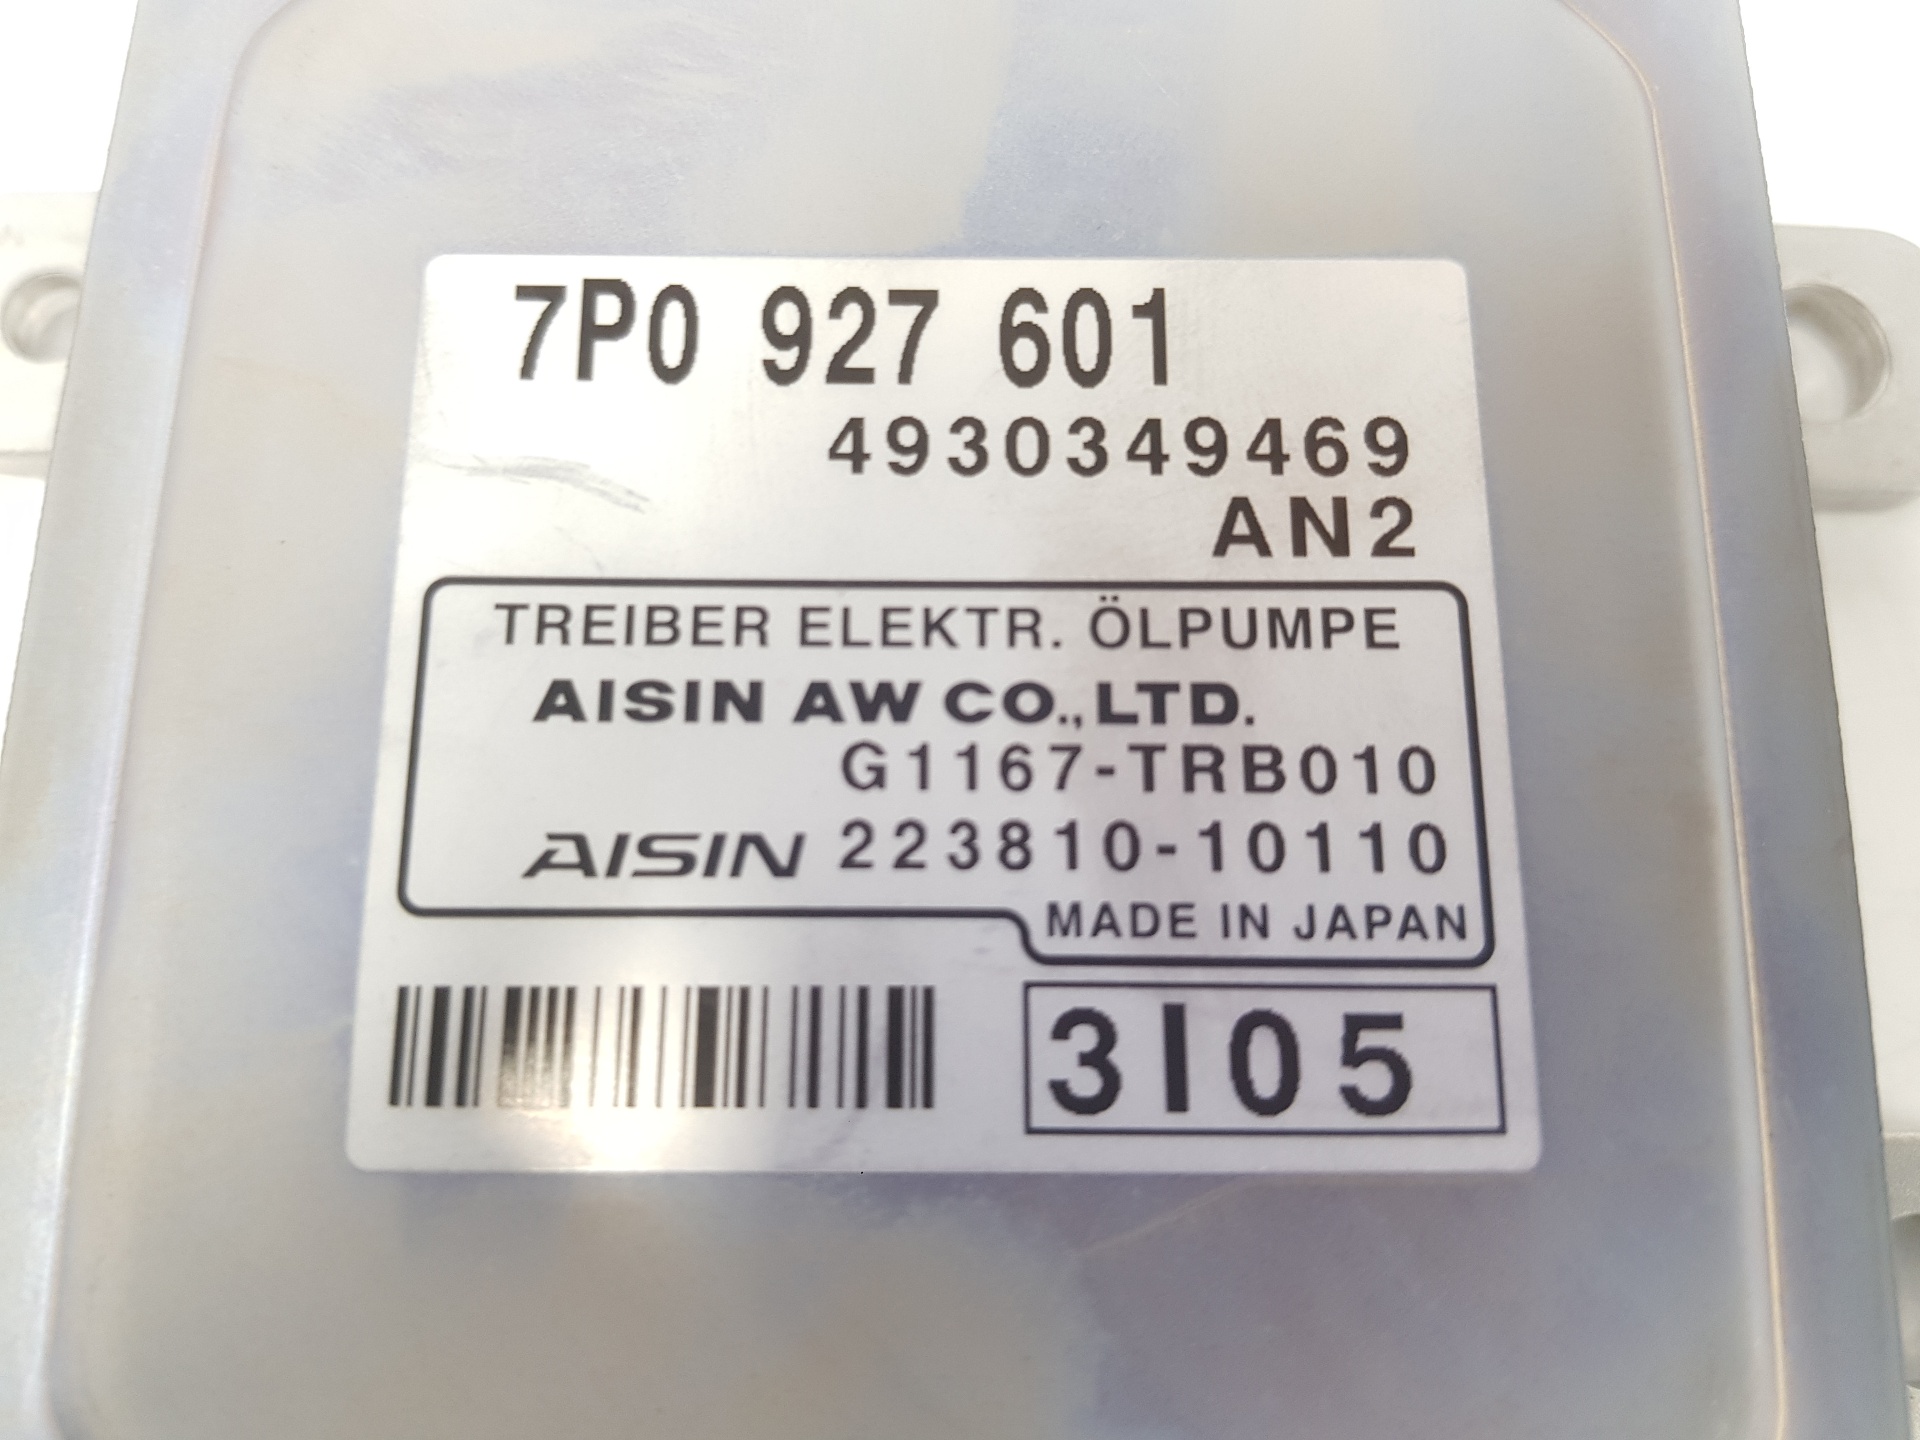 7P0 927 601
4930349469
AN2
TREIBER ELEKTR. ÖLPUMPE
AISIN AW CO., LTD.
G1167-TRB010
AISIN 223810-10110
MADE IN JAPAN
3I05